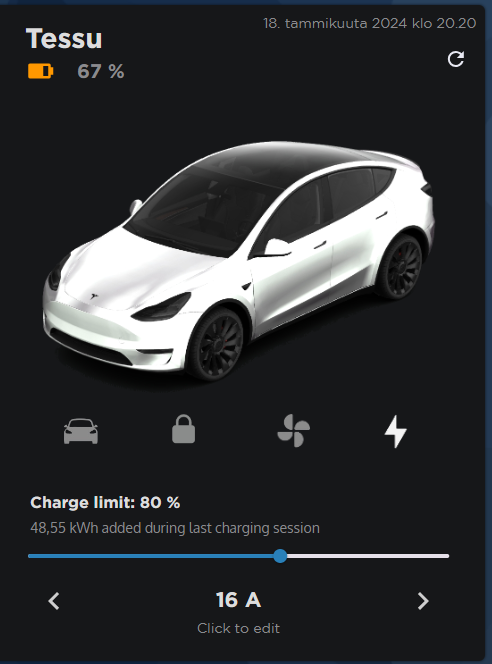 18. tammikuuta 2024 klo 20.20
Tessu
67 %
Charge limit: 80 %
48,55 kWh added during last charging session
16 A
Click to edit